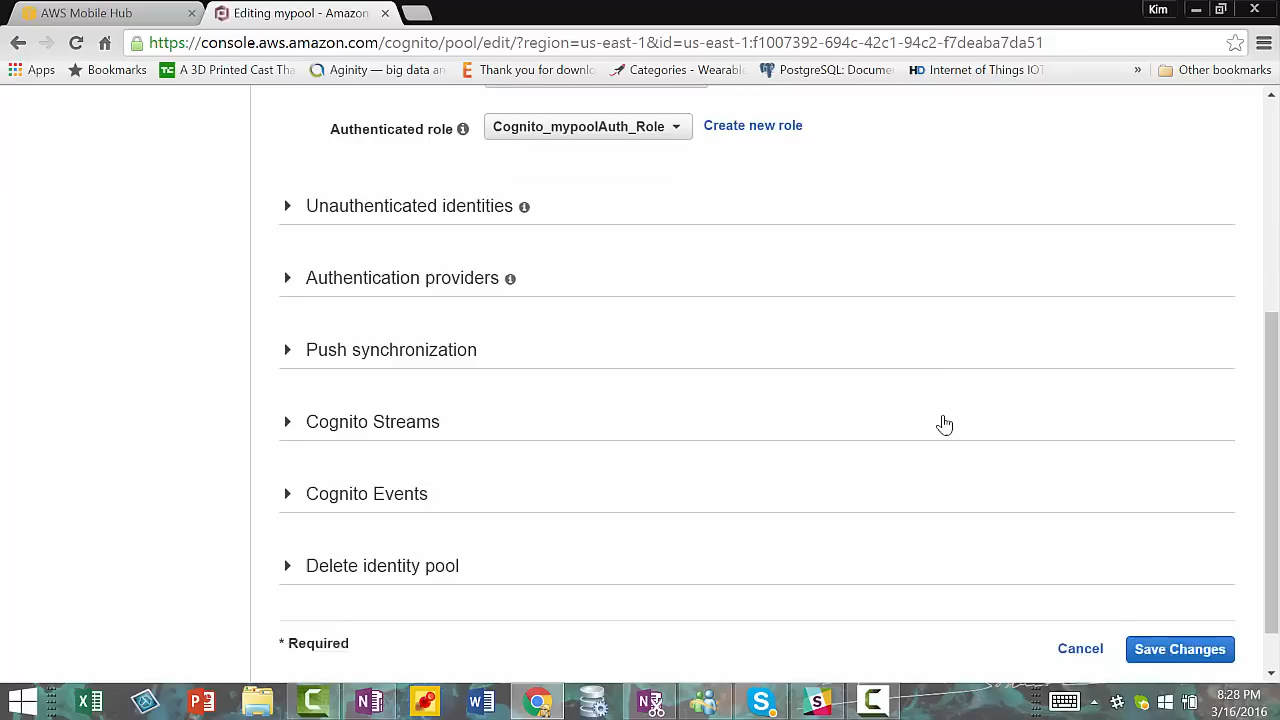 AWS Mobile Hub
Editing mypool - Amazon
Kim
https://console.aws.amazon.com/cognito/pool/edit/?region=us-east-1&id=us-east-1:f1007392-e94c-42c1-94c2-f7deaba7da51
Apps
Bookmarks
TC A 3D Printed Cast Tha
Aginity — big data an
E Thank you for downlo
Categories - Wearable
PostgreSQL: Docume
HD Internet of Things IOT
»
Other bookmarks
Authenticated role
Cognito_mypoolAuth_Role
Create new role
Unauthenticated identities
Authentication providers
Push synchronization
Cognito Streams
Cognito Events
Delete identity pool
* Required
Cancel
Save Changes
8:28 PM
3/16/2016